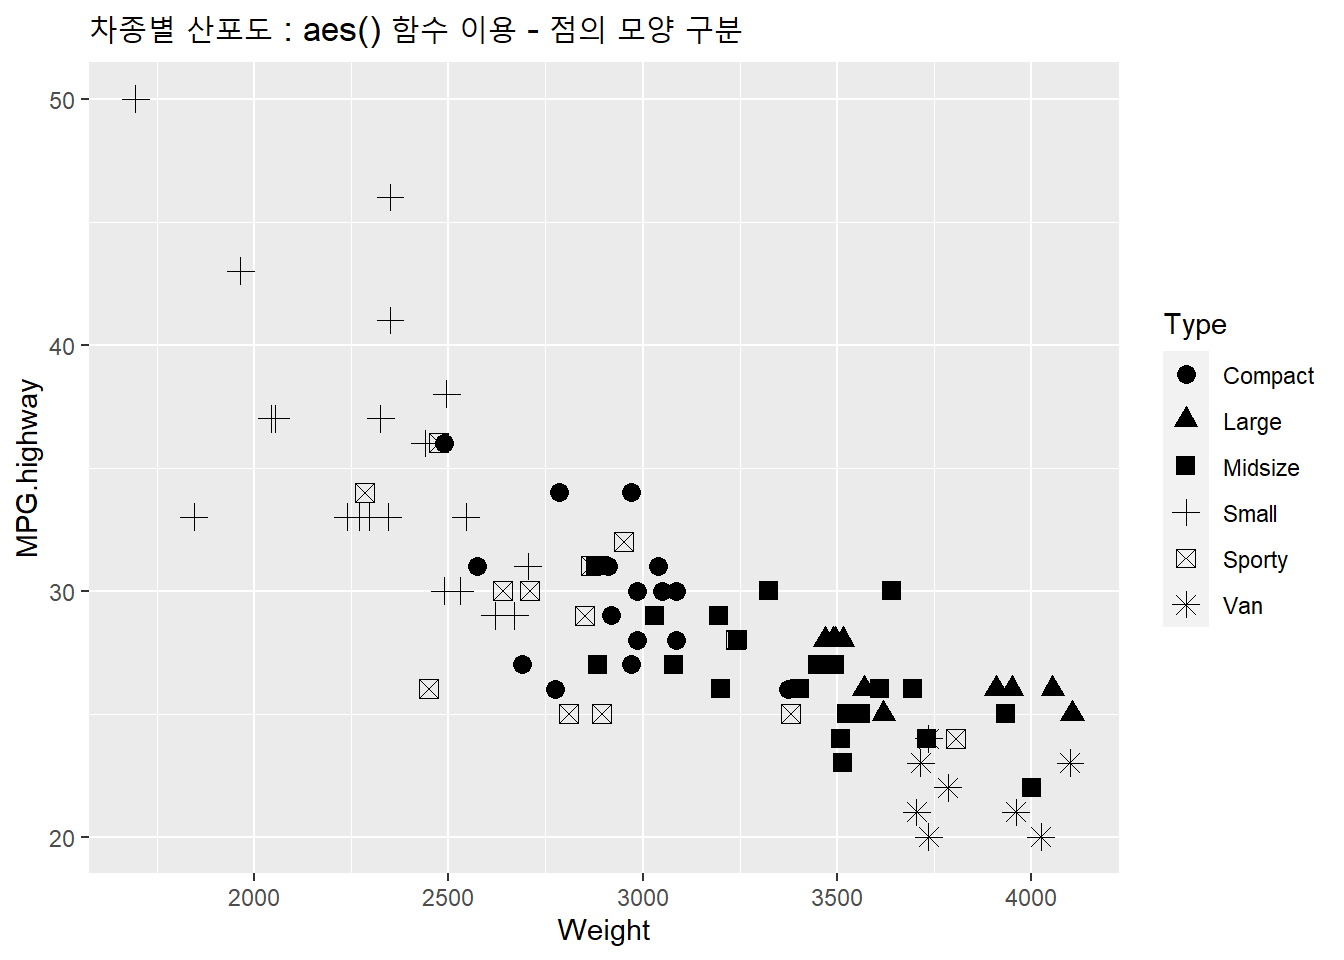 차종별 산포도 : aes() 함수 이용 - 점의 모양 구분
50
40
30
20
MPG.highway
2000 2500 3000 3500 4000
Weight
Type
Compact
Large
Midsize
Small
Sporty
Van